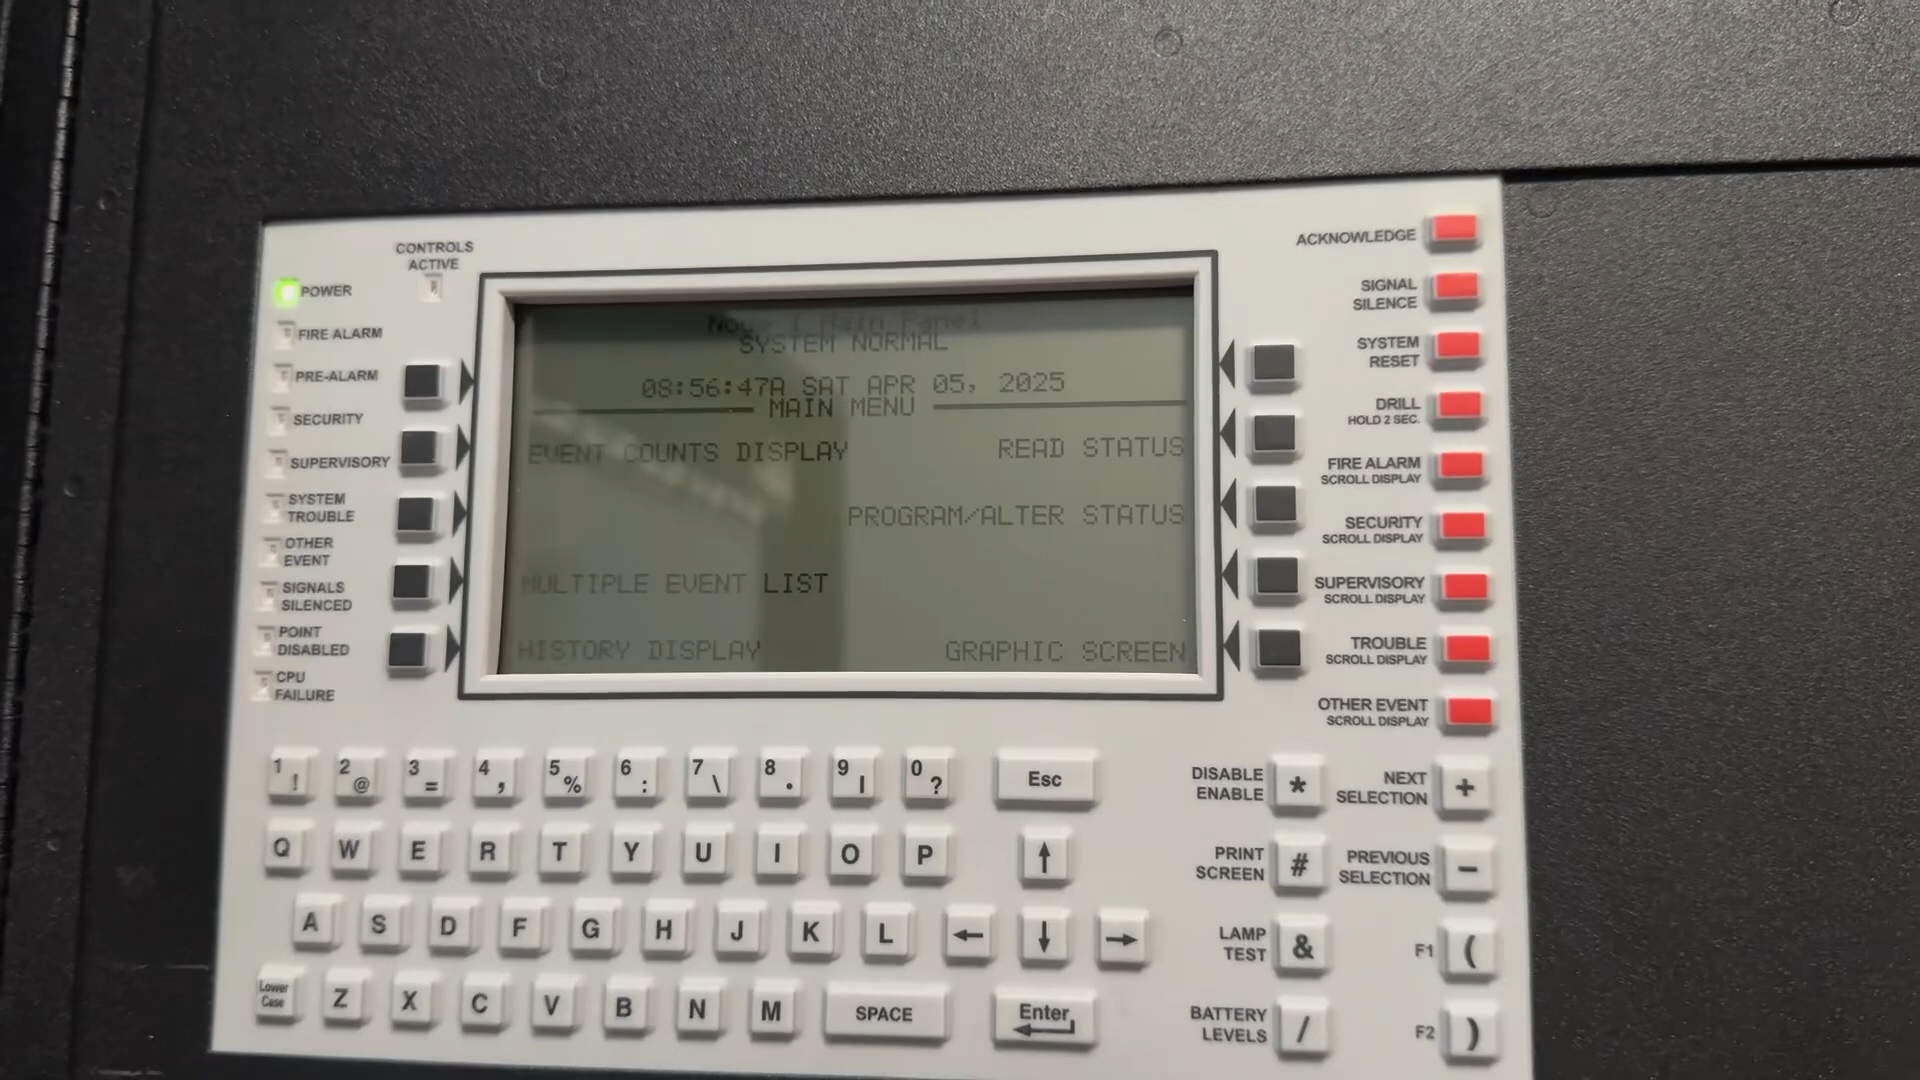 CONTROLS
ACTIVE
POWER
FIRE ALARM
PRE-ALARM
SECURITY
SUPERVISORY
SYSTEM
TROUBLE
OTHER
EVENT
SIGNALS
SILENCED
POINT
DISABLED
CPU
FAILURE
Main Panel
SYSTEM NORMAL
08:56:47A SAT APR 05, 2025
MAIN MENU
EVENT COUNTS DISPLAY READ STATUS
PROGRAM/ALTER STATUS
MULTIPLE EVENT LIST
HISTORY DISPLAY GRAPHIC SCREEN
ACKNOWLEDGE
SIGNAL
SILENCE
SYSTEM
RESET
DRILL
HOLD 2 SEC.
FIRE ALARM
SCROLL DISPLAY
SECURITY
SCROLL DISPLAY
SUPERVISORY
SCROLL DISPLAY
TROUBLE
SCROLL DISPLAY
OTHER EVENT
SCROLL DISPLAY
1 ! 2 @ 3 = 4 , 5 % 6 : 7 \ 8 . 9 | 0 ? Esc
Q W E R T Y U I O P ↑
A S D F G H J K L ← ↓ →
Lower
Case
Z X C V B N M SPACE Enter
DISABLE
ENABLE
*
NEXT
SELECTION
+
PRINT
SCREEN
#
PREVIOUS
SELECTION
-
LAMP
TEST
&
F1 (
BATTERY
LEVELS
/
F2 )